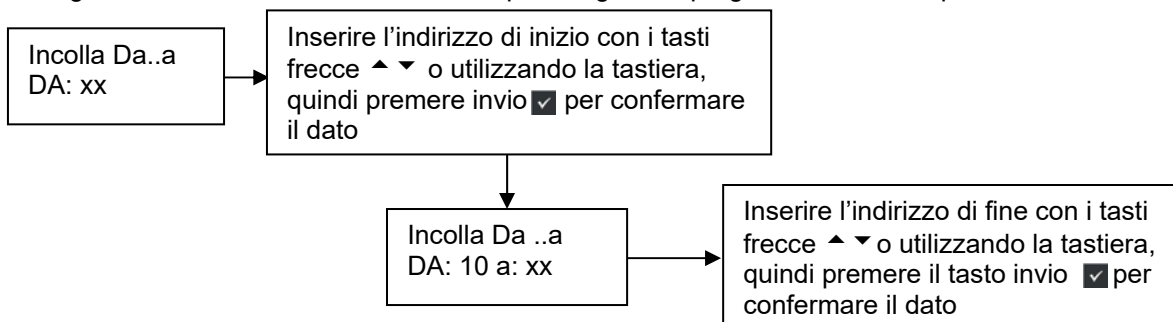 Incolla Da..a
DA: xx
Inserire l'indirizzo di inizio con i tasti
frecce ▲ ▼ o utilizzando la tastiera,
quindi premere invio ✓ per confermare
il dato
Incolla Da ..a
DA: 10 a: xx
Inserire l'indirizzo di fine con i tasti
frecce ▲ ▼ o utilizzando la tastiera,
quindi premere il tasto invio ✓ per
confermare il dato